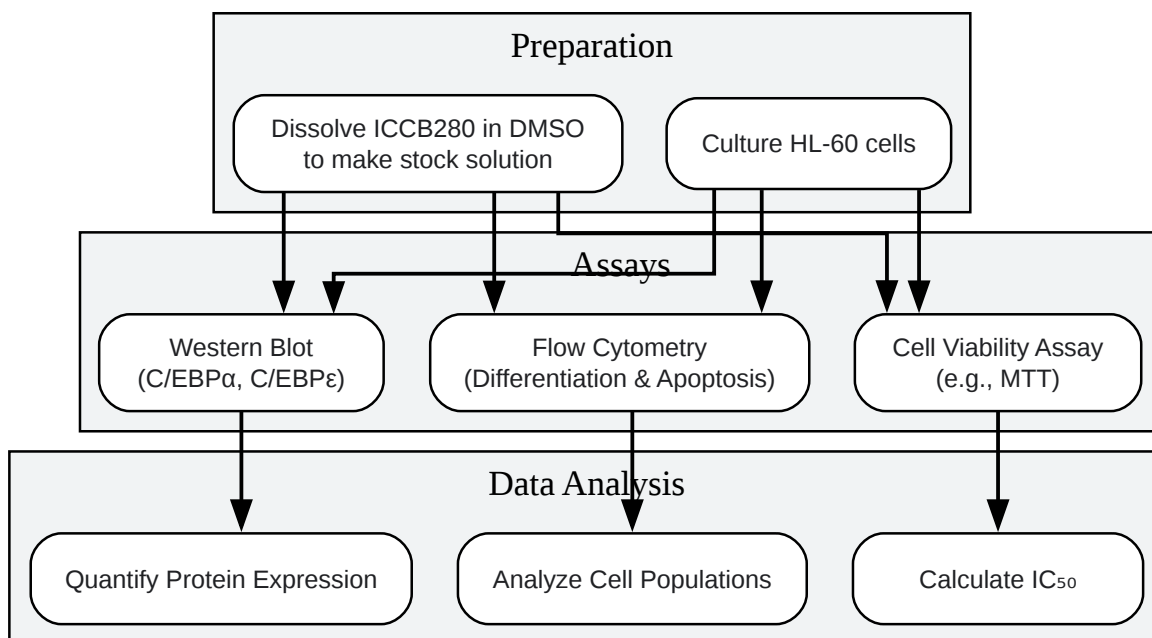 Preparation
Dissolve ICCB280 in DMSO
to make stock solution
Culture HL-60 cells
Assays
Western Blot
(C/EBPα, C/EBPε)
Flow Cytometry
(Differentiation & Apoptosis)
Cell Viability Assay
(e.g., MTT)
Data Analysis
Quantify Protein Expression
Analyze Cell Populations
Calculate IC₅₀